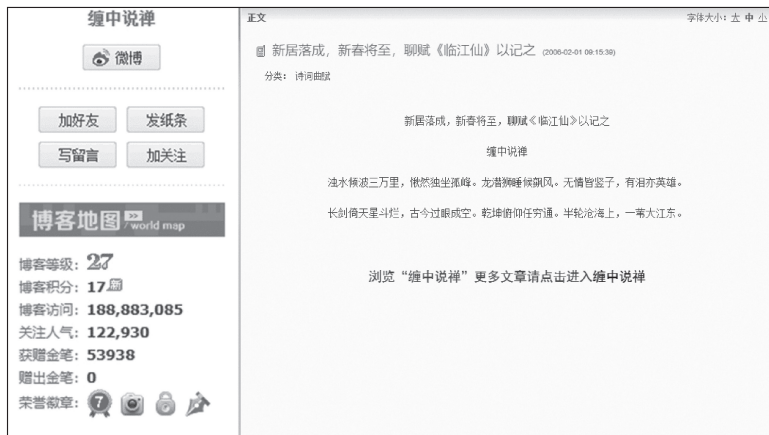 缠中说禅
微博
加好友 发纸条
写留言 加关注
博客地图 / world map
博客等级: 27
博客积分: 17
博客访问: 188,883,085
关注人气: 122,930
获赠金笔: 53938
赠出金笔: 0
荣誉徽章: 7
正文 字体大小: 大 中 小
新居落成，新春将至，聊赋《临江仙》以记之 (2006-02-01 09:15:39)
分类: 诗词曲赋
新居落成，新春将至，聊赋《临江仙》以记之
缠中说禅
浊水倾波三万里，愀然独坐孤峰。龙潜狮睡候飙风。无情皆竖子，有泪亦英雄。
长剑倚天星斗烂，古今过眼成空。乾坤俯仰任穷通。半轮沧海上，一苇大江东。
浏览“缠中说禅”更多文章请点击进入缠中说禅